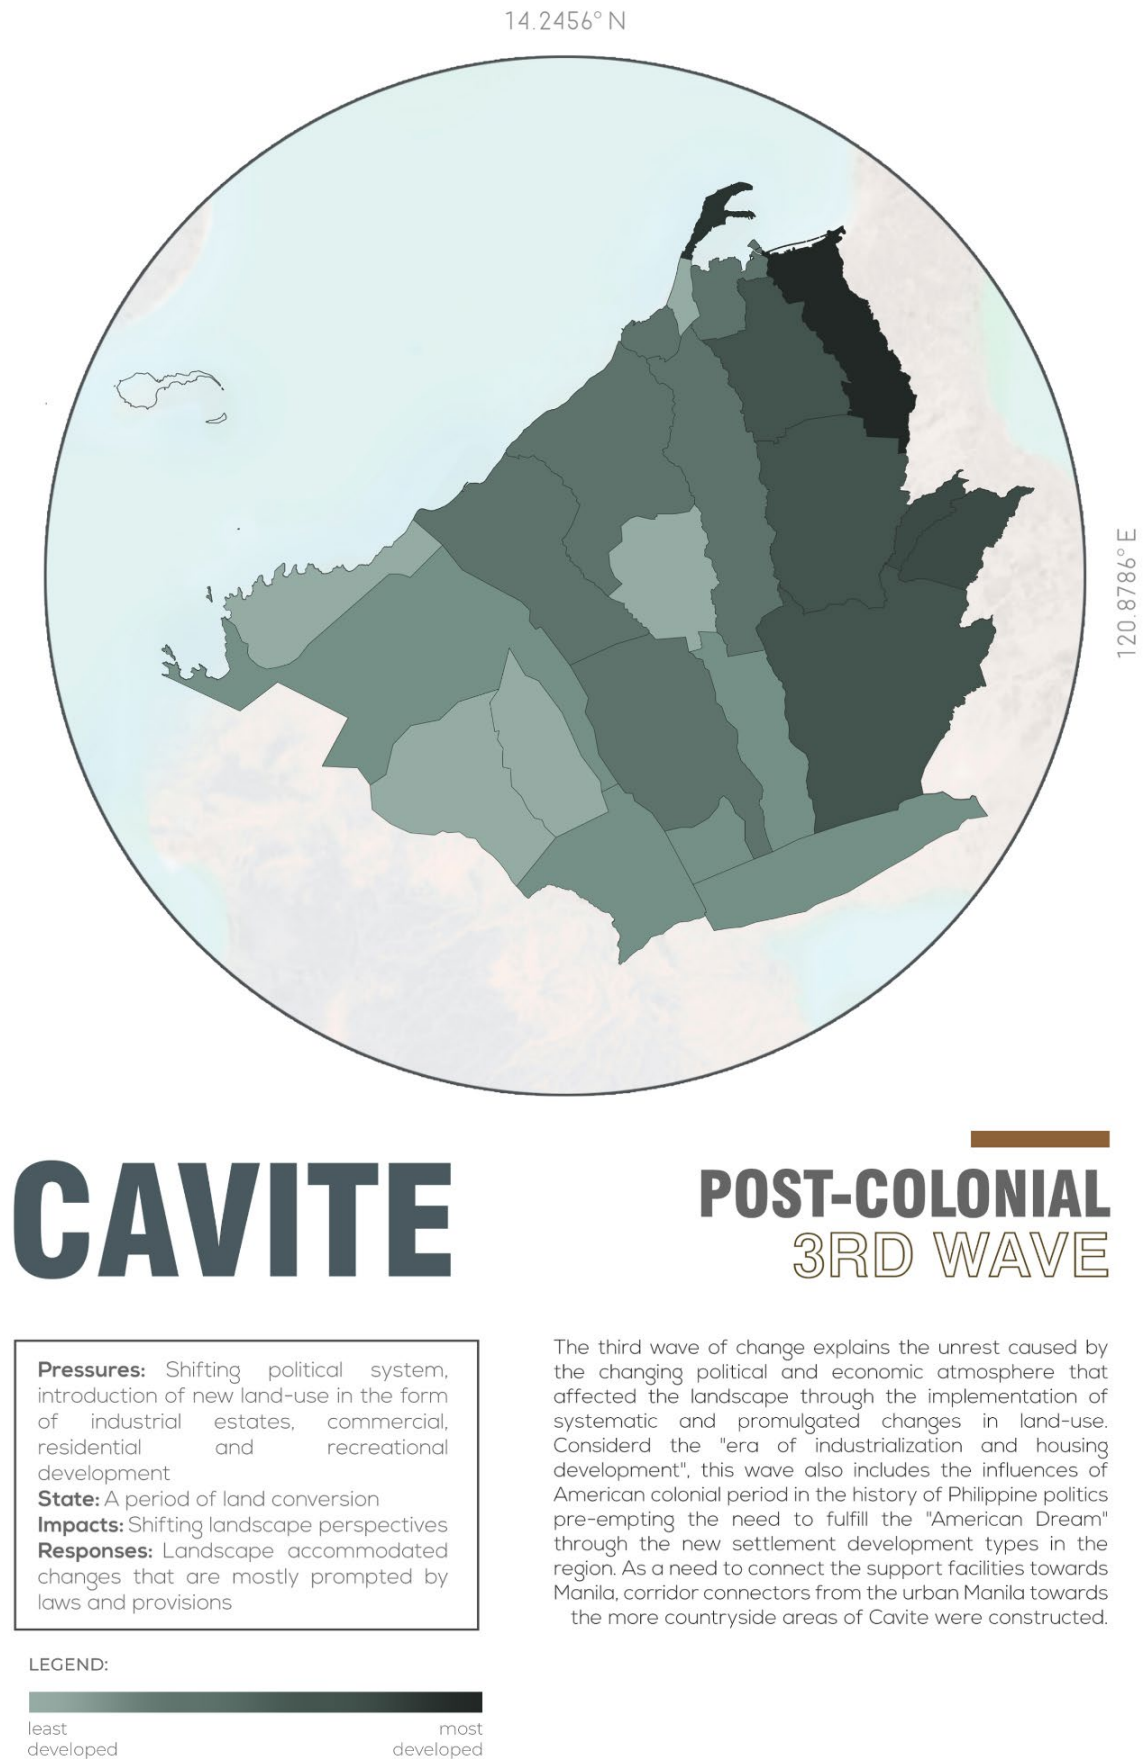 14.2456° N
120.8786° E
CAVITE
POST-COLONIAL
3RD WAVE
Pressures: Shifting political system,
introduction of new land-use in the form
of industrial estates, commercial,
residential and recreational
development
State: A period of land conversion
Impacts: Shifting landscape perspectives
Responses: Landscape accommodated
changes that are mostly prompted by
laws and provisions
The third wave of change explains the unrest caused by
the changing political and economic atmosphere that
affected the landscape through the implementation of
systematic and promulgated changes in land-use.
Considerd the "era of industrialization and housing
development", this wave also includes the influences of
American colonial period in the history of Philippine politics
pre-empting the need to fulfill the "American Dream"
through the new settlement development types in the
region. As a need to connect the support facilities towards
Manila, corridor connectors from the urban Manila towards
the more countryside areas of Cavite were constructed.
LEGEND:
least
developed
most
developed